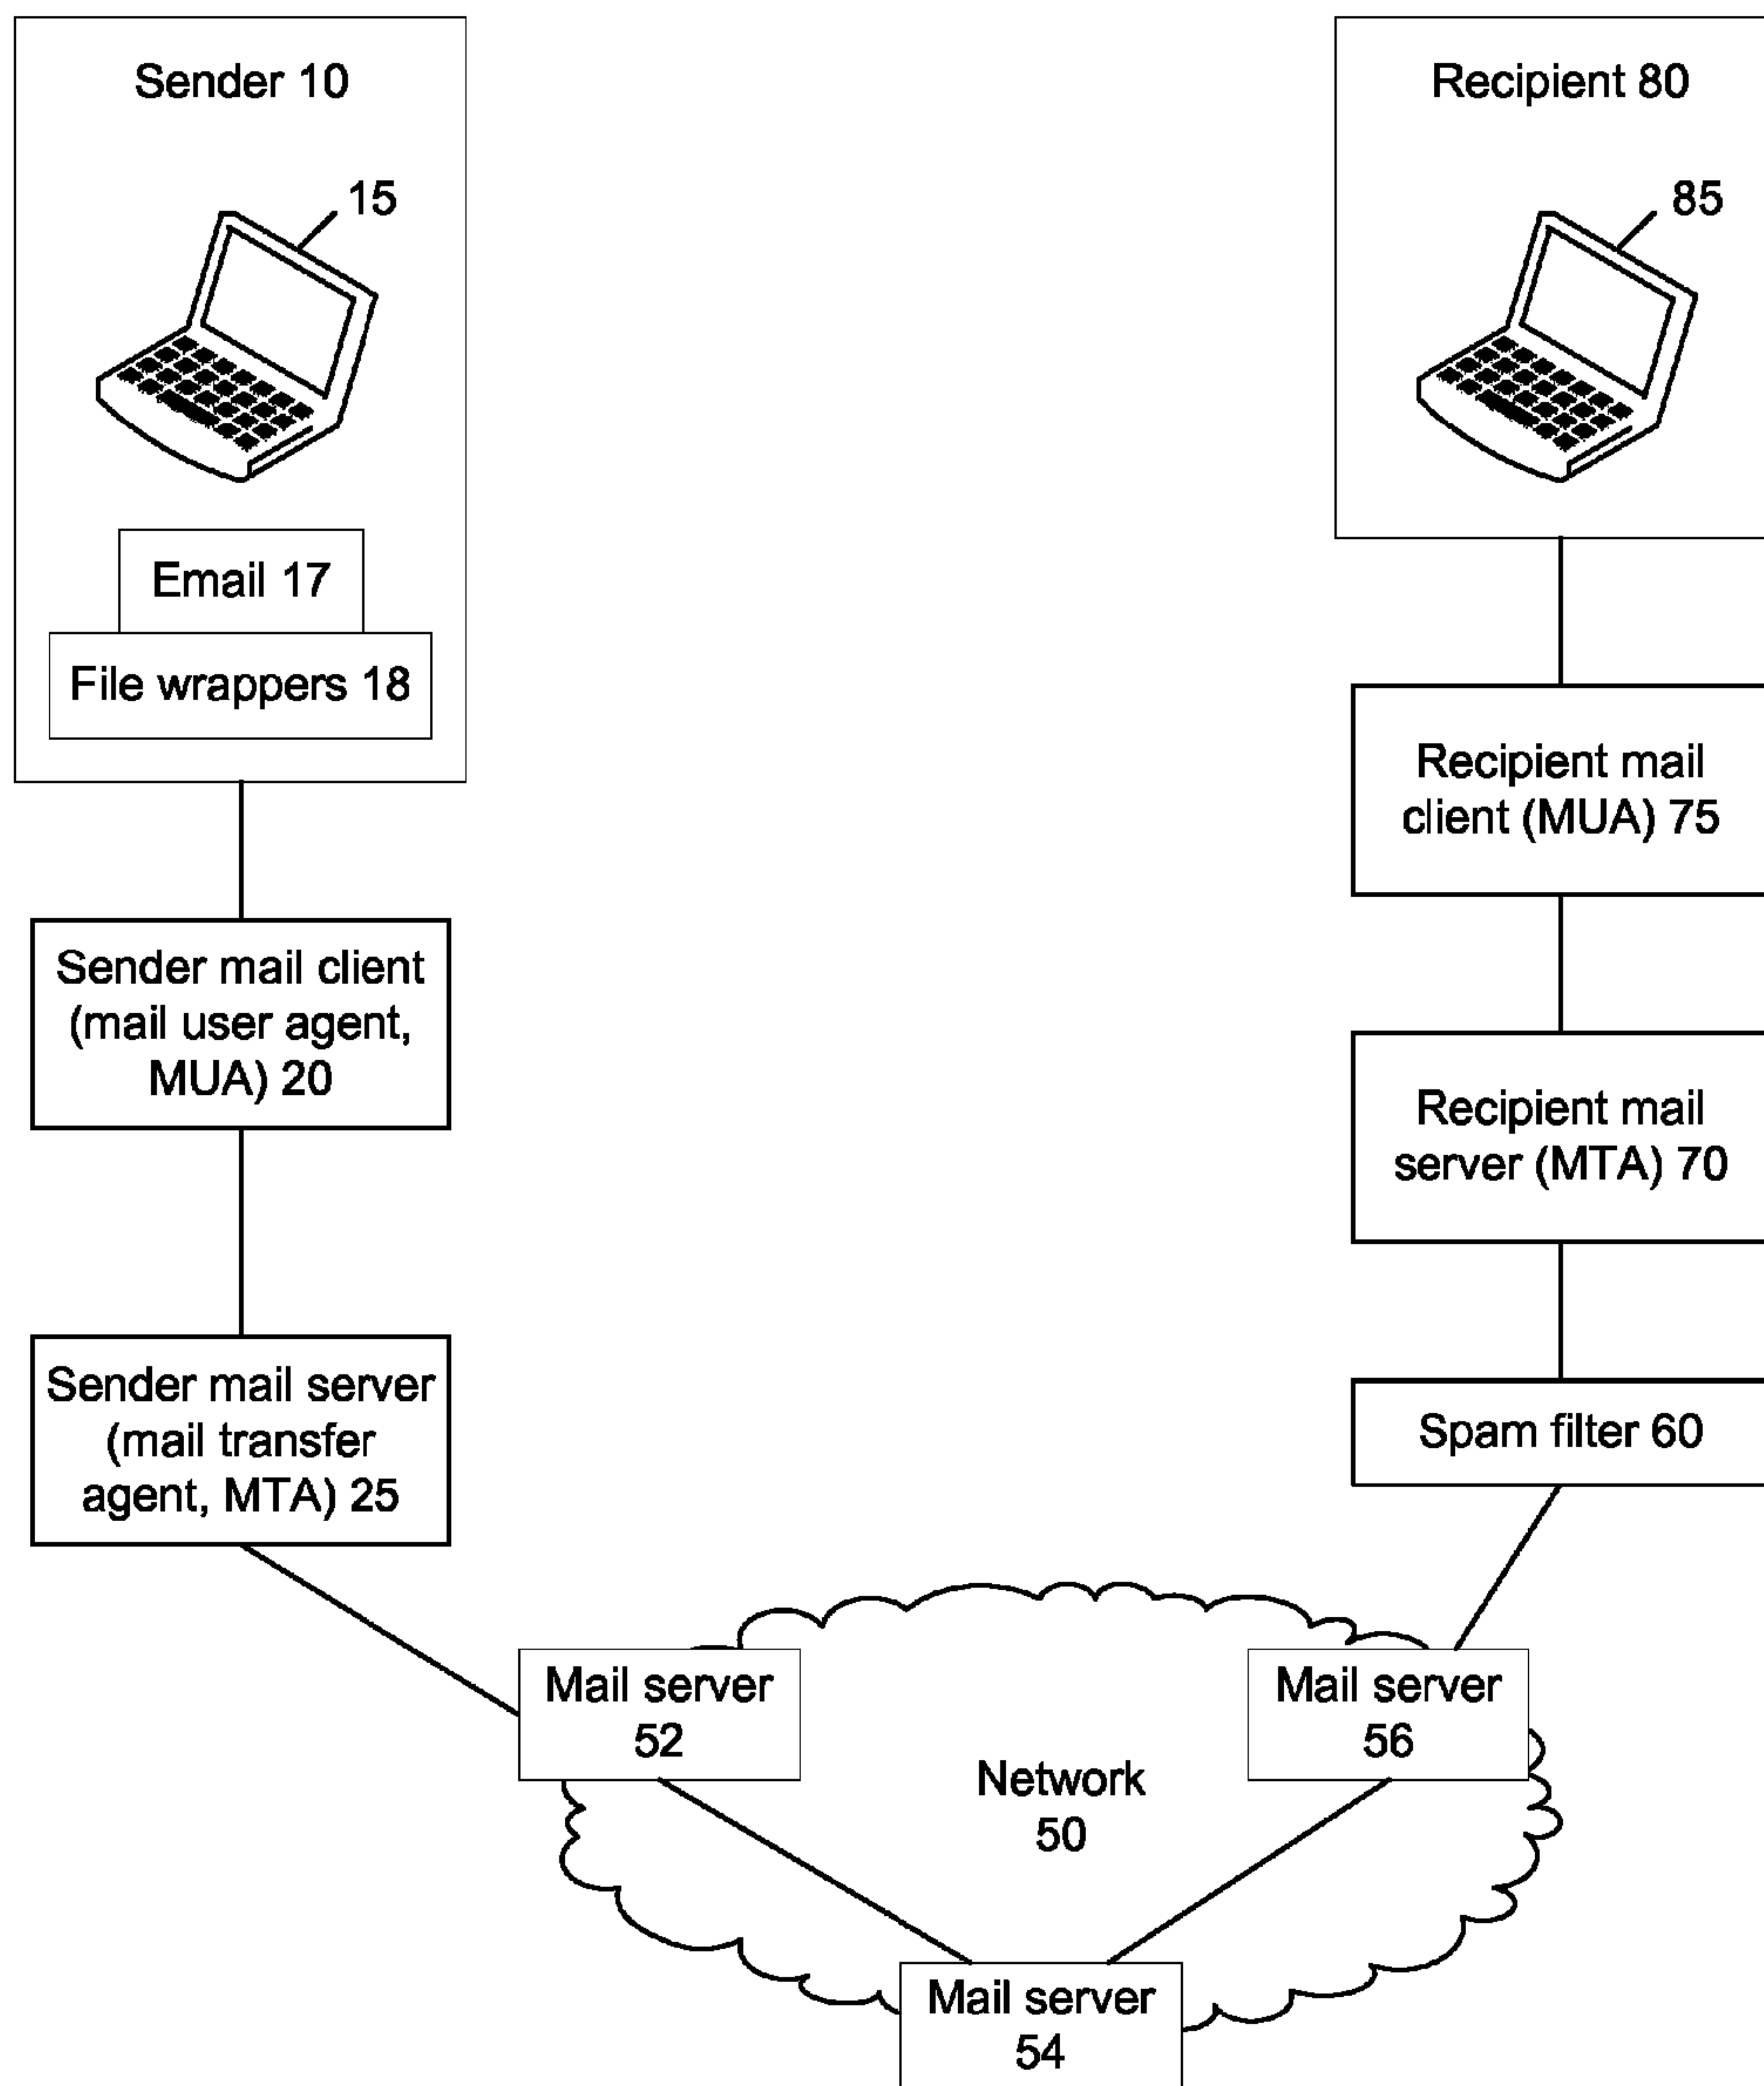 Sender 10
15
Email 17
File wrappers 18
Sender mail client
(mail user agent,
MUA) 20
Sender mail server
(mail transfer
agent, MTA) 25
Recipient 80
85
Recipient mail
client (MUA) 75
Recipient mail
server (MTA) 70
Spam filter 60
Mail server
52
Mail server
56
Network
50
Mail server
54